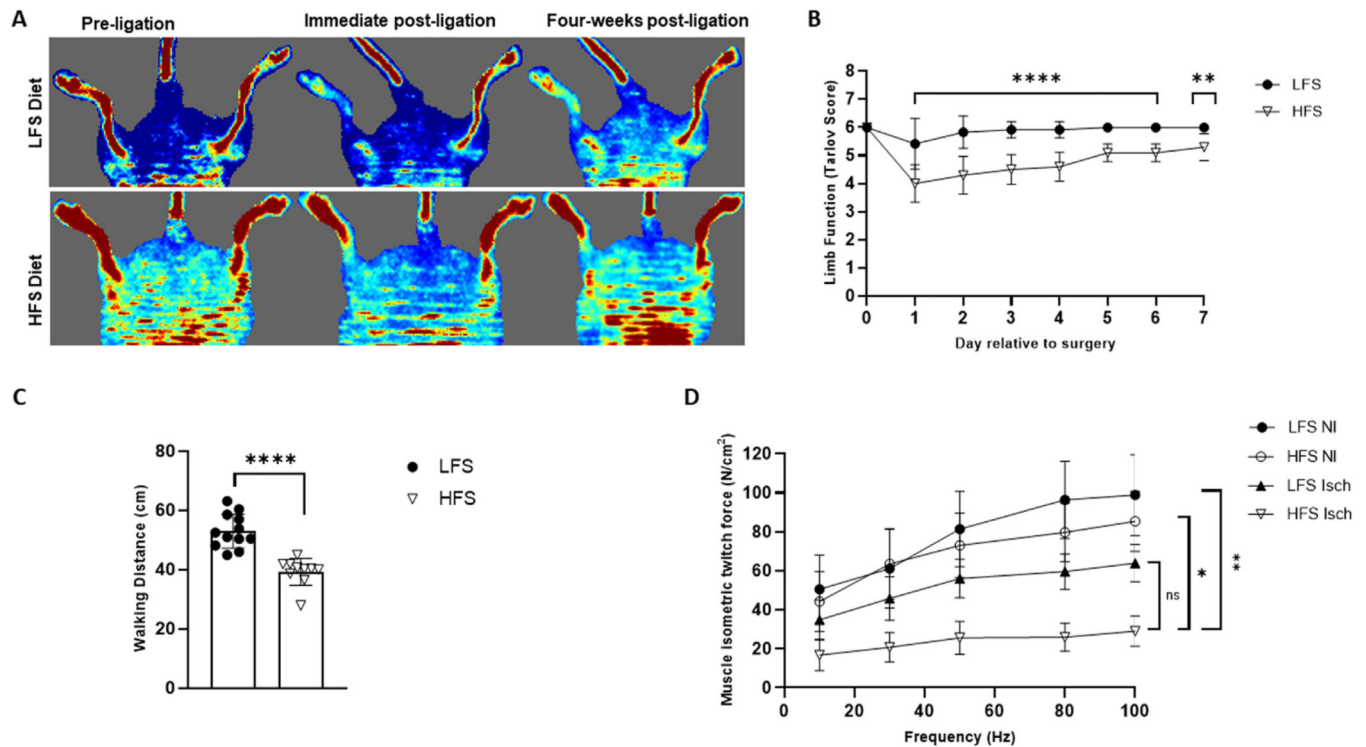 A
Pre-ligation
Immediate post-ligation
Four-weeks post-ligation
LFS Diet
HFS Diet
B
Limb Function (Tarlov Score)
8
7
6
5
4
3
2
1
0
****
**
LFS
HFS
0 1 2 3 4 5 6 7
Day relative to surgery
C
Walking Distance (cm)
80
60
40
20
0
****
LFS
HFS
D
Muscle isometric twitch force (N/cm²)
120
100
80
60
40
20
0
LFS NI
HFS NI
LFS Isch
HFS Isch
ns
*
**
0 20 40 60 80 100
Frequency (Hz)